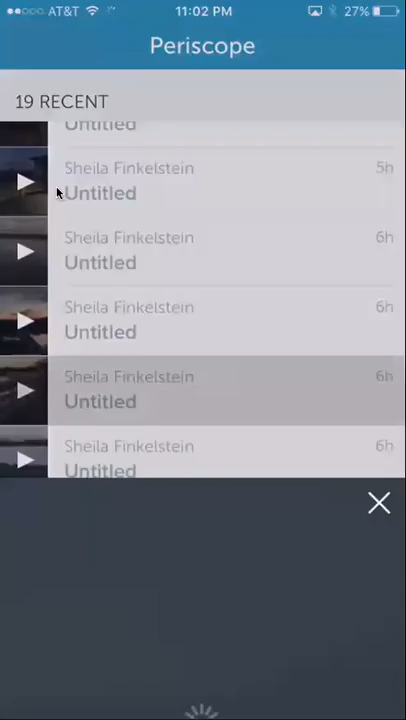 AT&T 11:02 PM 27%
Periscope
19 RECENT
Untitled
Sheila Finkelstein 5h
Untitled
Sheila Finkelstein 6h
Untitled
Sheila Finkelstein 6h
Untitled
Sheila Finkelstein 6h
Untitled
Sheila Finkelstein 6h
Untitled